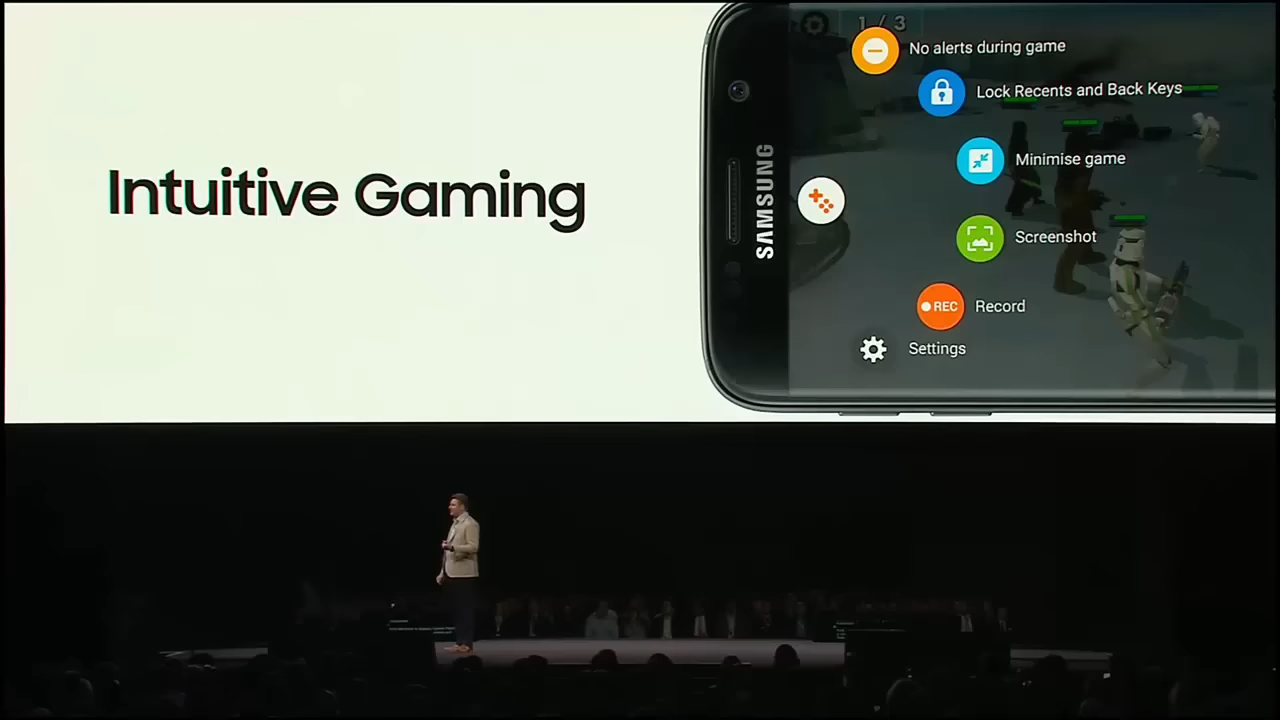 1 / 3
No alerts during game
Lock Recents and Back Keys
Intuitive Gaming
Minimise game
SAMSUNG
Screenshot
REC
Record
Settings